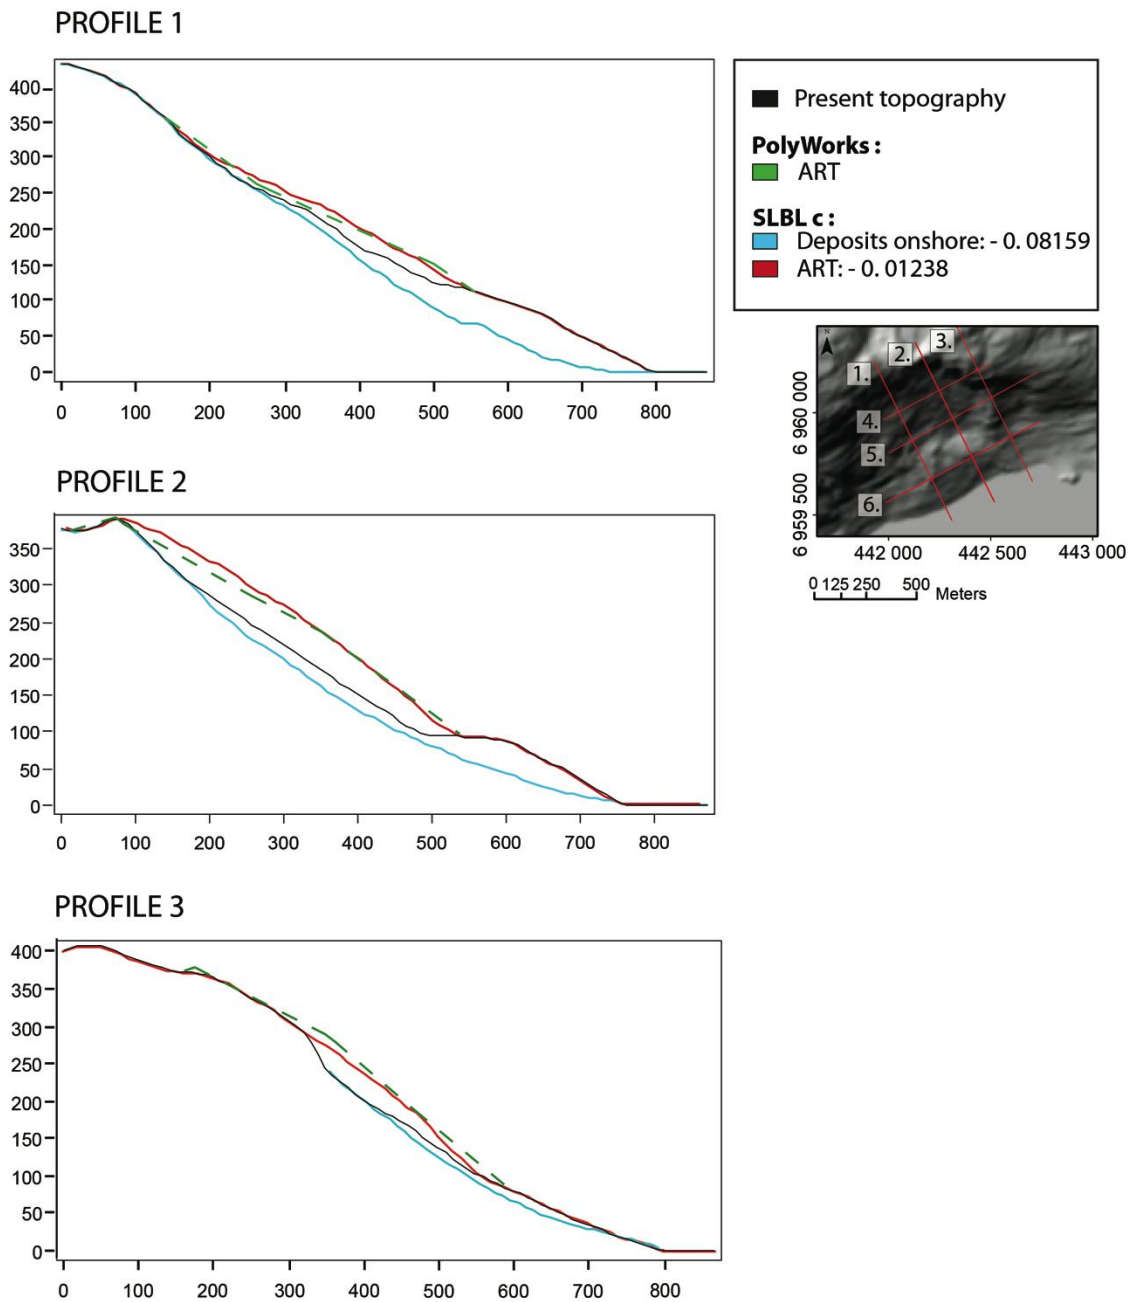 PROFILE 1
400
350
300
250
200
150
100
50
0
0 100 200 300 400 500 600 700 800
Present topography
PolyWorks :
ART
SLBL c :
Deposits onshore: - 0. 08159
ART: - 0. 01238
N
1.
2.
3.
4.
5.
6.
6 960 000
6 959 500
442 000 442 500 443 000
0 125 250 500 Meters
PROFILE 2
350
300
250
200
150
100
50
0
0 100 200 300 400 500 600 700 800
PROFILE 3
400
350
300
250
200
150
100
50
0
0 100 200 300 400 500 600 700 800